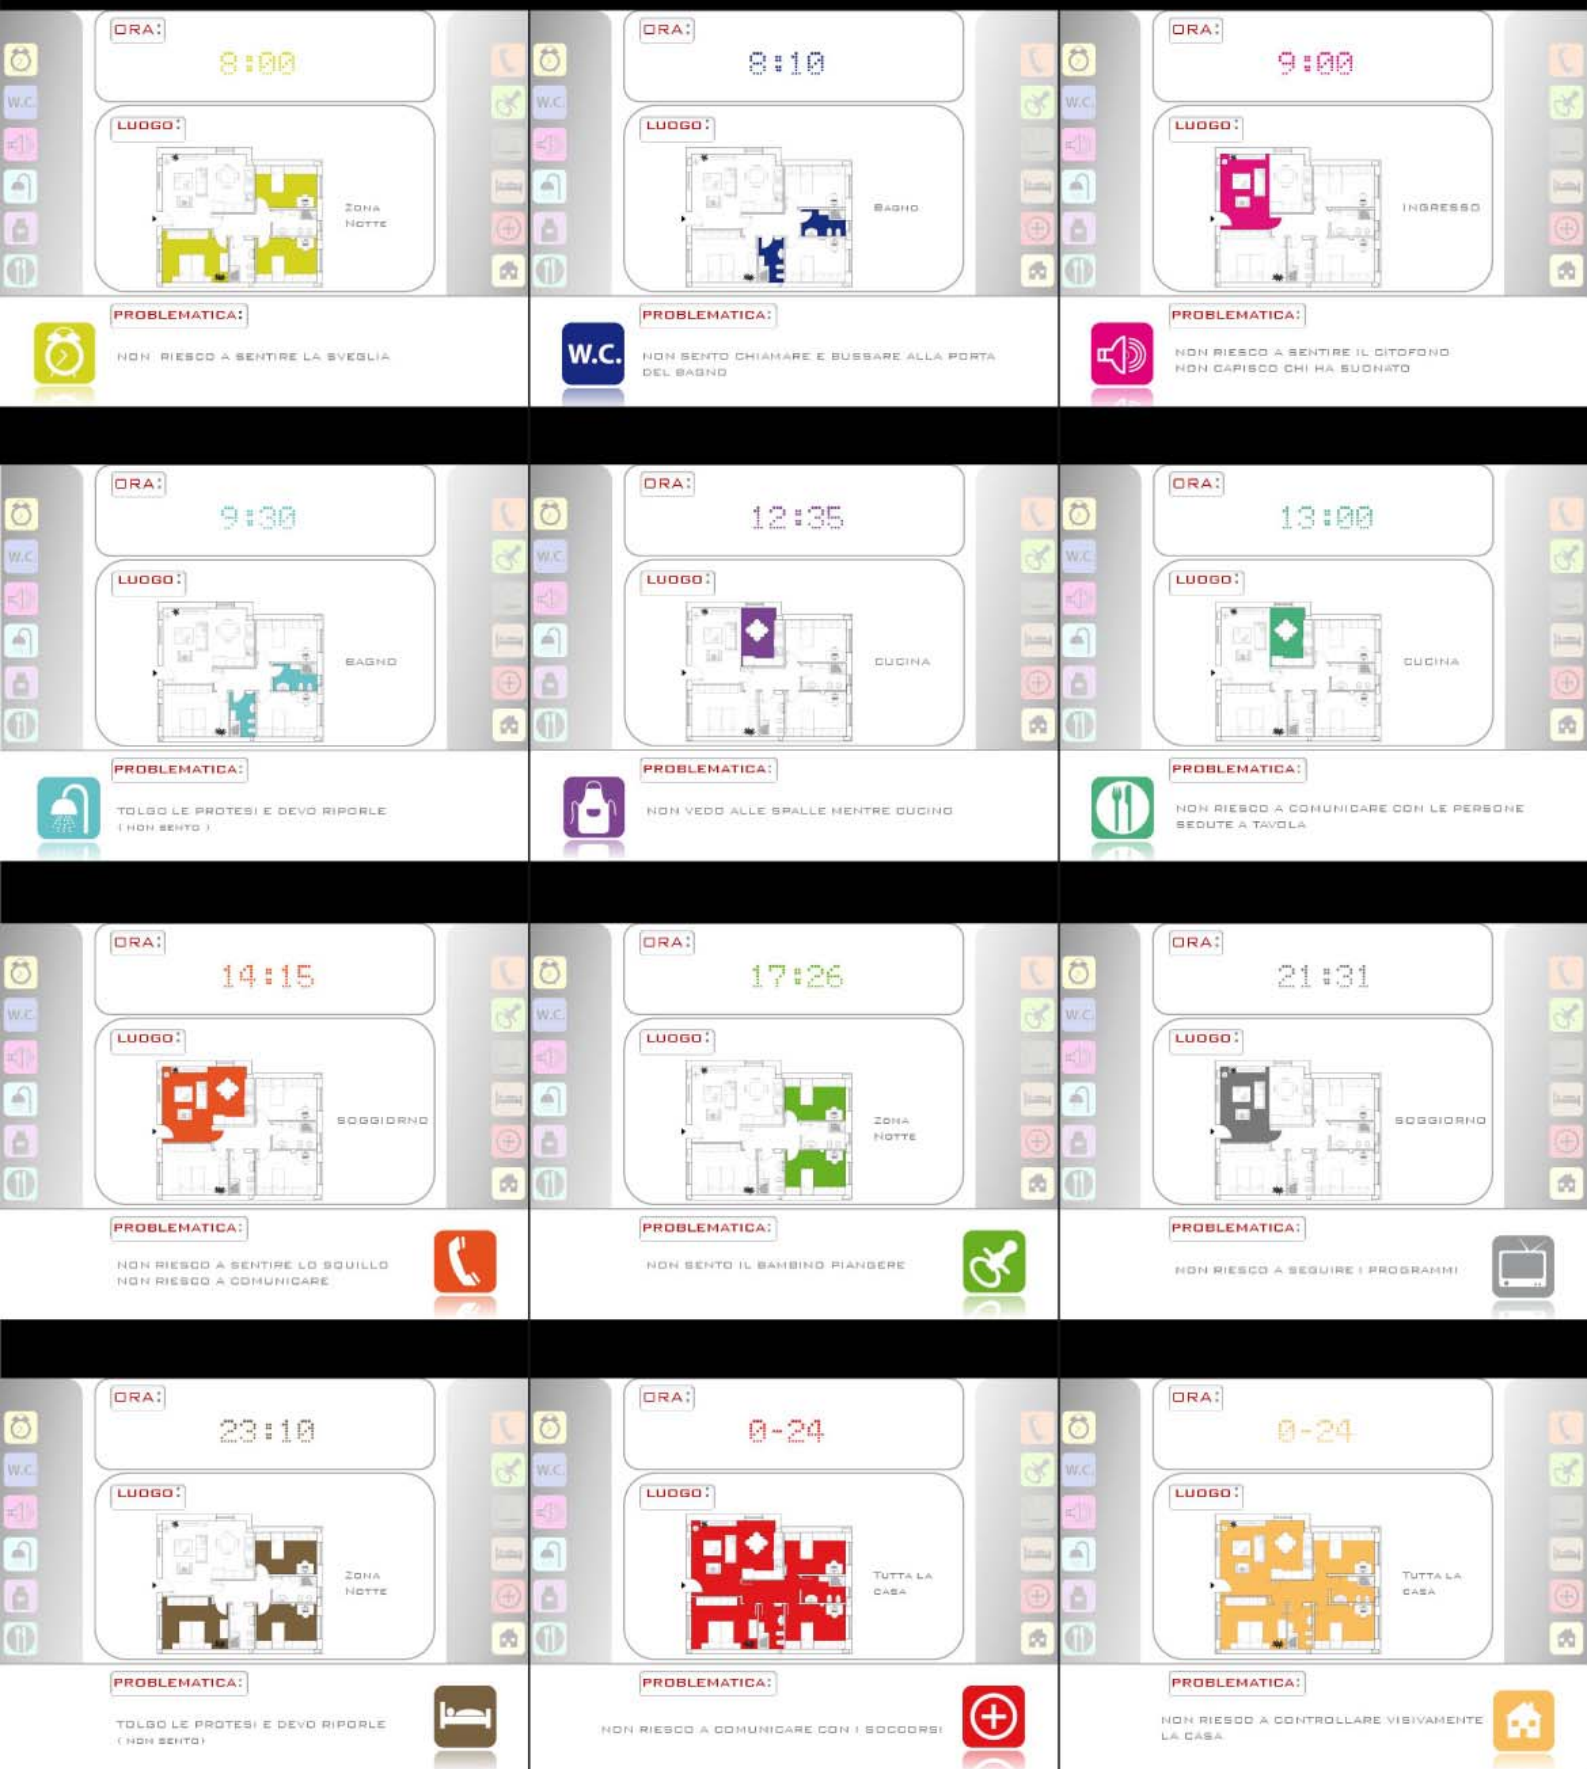 ORA:
8:00
W.C.
LUOGO:
ZONA
NOTTE
PROBLEMATICA:
NON RIESCO A SENTIRE LA SVEGLIA
ORA:
8:10
LUOGO:
BAGNO
PROBLEMATICA:
W.C.
NON SENTO CHIAMARE E BUSSARE ALLA PORTA
DEL BAGNO
ORA:
9:00
W.C.
LUOGO:
INGRESSO
PROBLEMATICA:
NON RIESCO A SENTIRE IL CITOFONO
NON CAPISCO CHI HA SUONATO
ORA:
9:30
W.C.
LUOGO:
BAGNO
PROBLEMATICA:
TOLGO LE PROTESI E DEVO RIPORLE
( NON SENTO )
ORA:
12:35
W.C.
LUOGO:
CUCINA
PROBLEMATICA:
NON VEDO ALLE SPALLE MENTRE CUCINO
ORA:
13:00
W.C.
LUOGO:
CUCINA
PROBLEMATICA:
NON RIESCO A COMUNICARE CON LE PERSONE
SEDUTE A TAVOLA
ORA:
14:15
W.C.
LUOGO:
SOGGIORNO
PROBLEMATICA:
NON RIESCO A SENTIRE LO SQUILLO
NON RIESCO A COMUNICARE
ORA:
17:26
W.C.
LUOGO:
ZONA
NOTTE
PROBLEMATICA:
NON SENTO IL BAMBINO PIANGERE
ORA:
21:31
W.C.
LUOGO:
SOGGIORNO
PROBLEMATICA:
NON RIESCO A SEGUIRE I PROGRAMMI
ORA:
23:10
W.C.
LUOGO:
ZONA
NOTTE
PROBLEMATICA:
TOLGO LE PROTESI E DEVO RIPORLE
( NON SENTO)
ORA:
0-24
W.C.
LUOGO:
TUTTA LA
CASA
PROBLEMATICA:
NON RIESCO A COMUNICARE CON I SOCCORSI
ORA:
0-24
W.C.
LUOGO:
TUTTA LA
CASA
PROBLEMATICA:
NON RIESCO A CONTROLLARE VISIVAMENTE
LA CASA